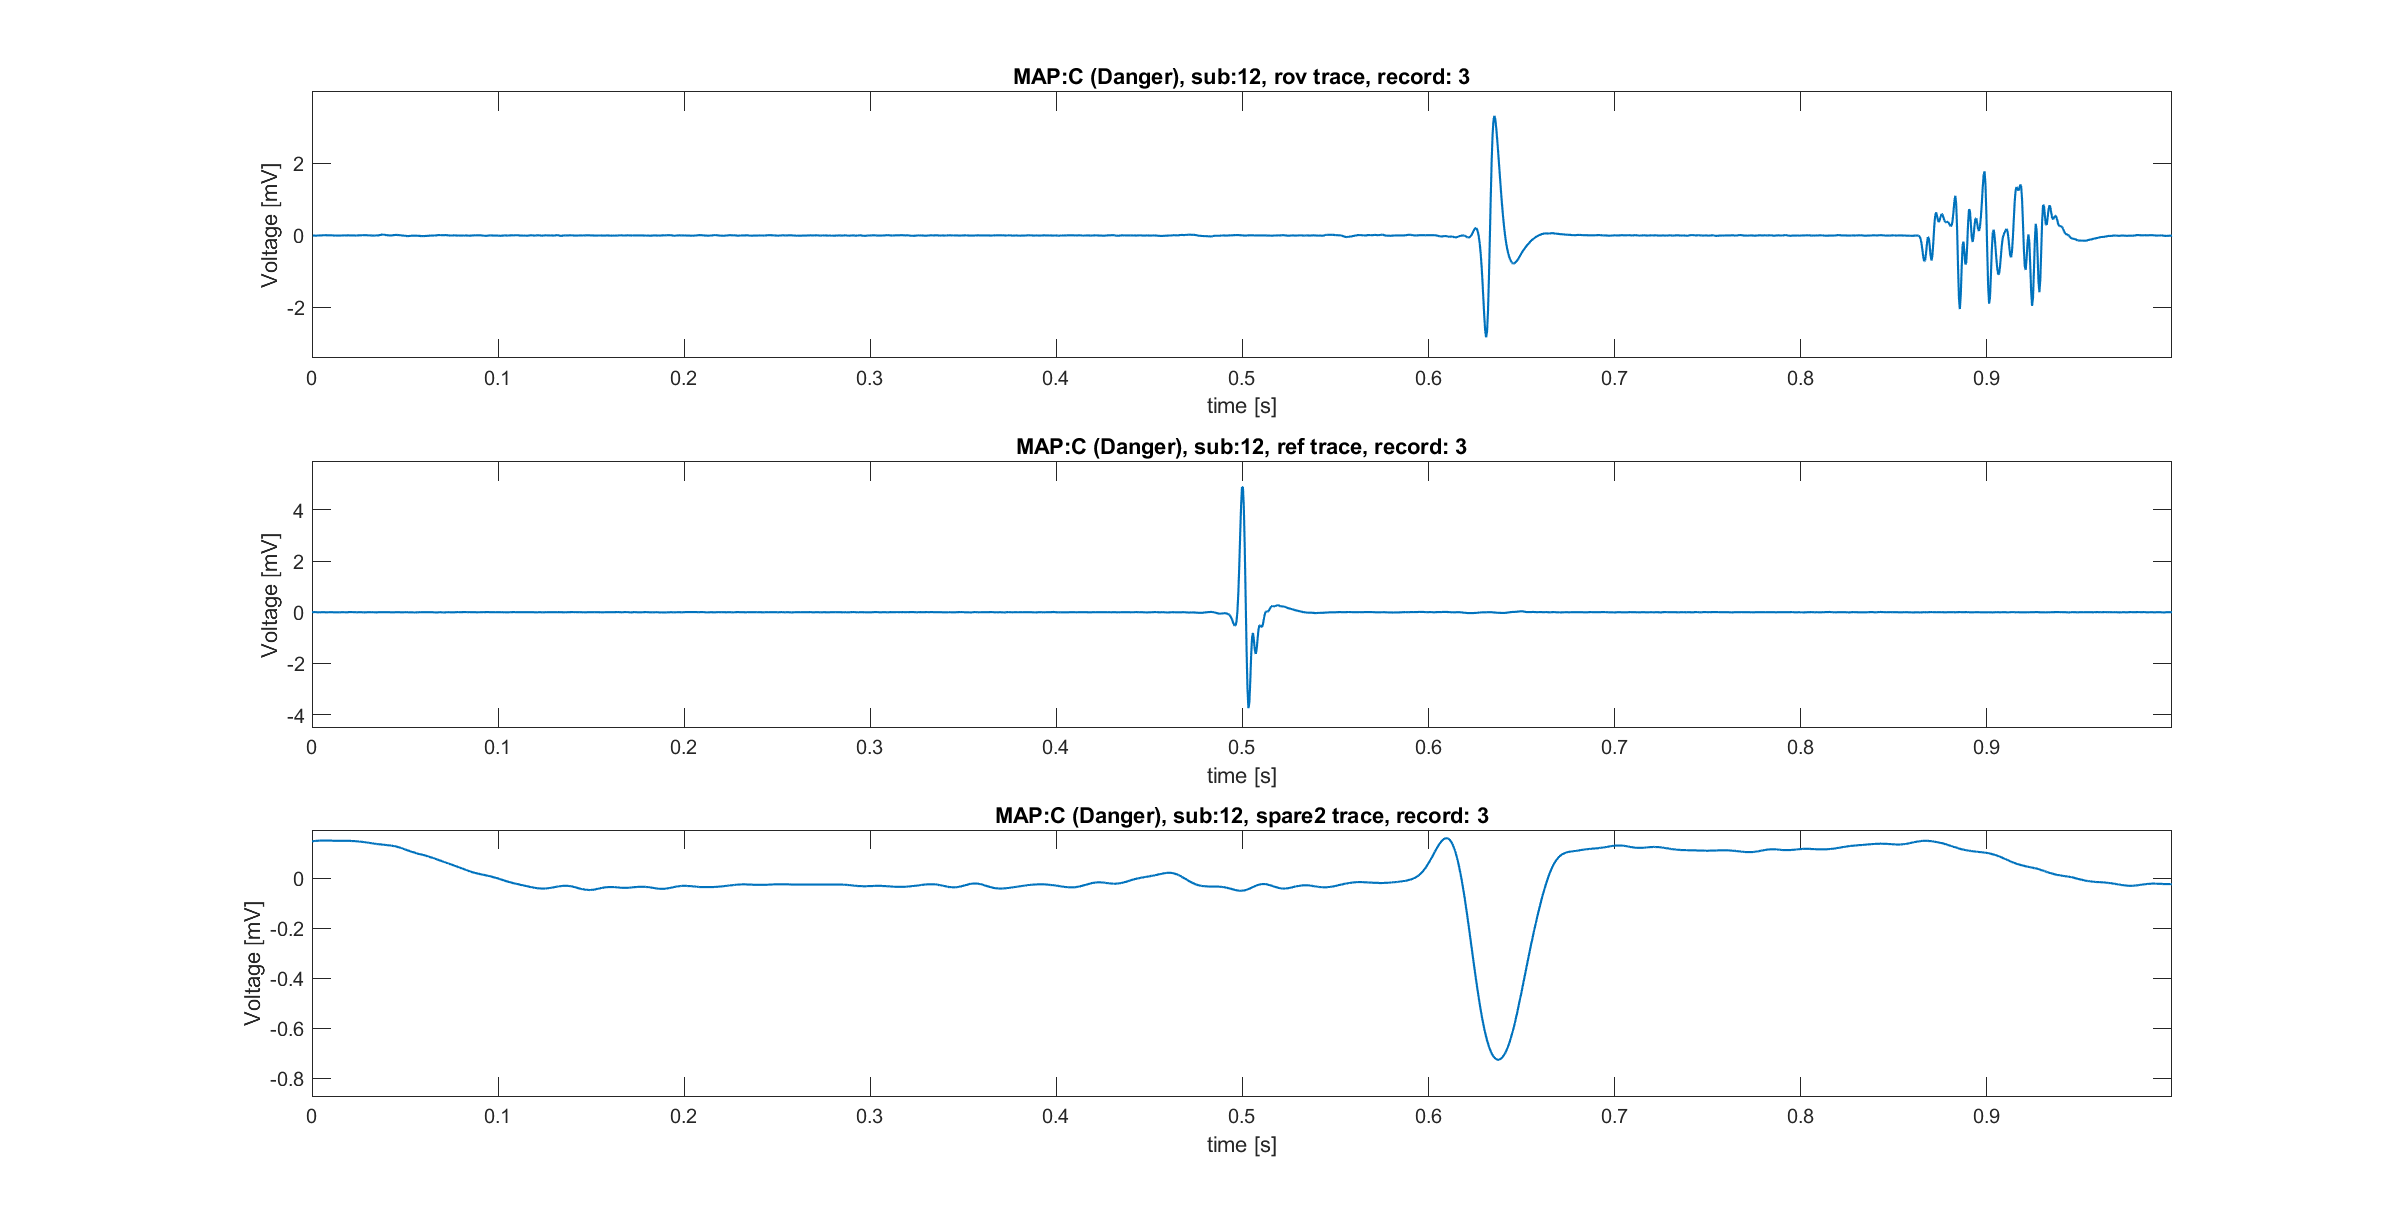 MAP:C (Danger), sub:12, rov trace, record: 3
Voltage [mV]
2
0
-2
0 0.1 0.2 0.3 0.4 0.5 0.6 0.7 0.8 0.9
time [s]
MAP:C (Danger), sub:12, ref trace, record: 3
Voltage [mV]
4
2
0
-2
-4
0 0.1 0.2 0.3 0.4 0.5 0.6 0.7 0.8 0.9
time [s]
MAP:C (Danger), sub:12, spare2 trace, record: 3
Voltage [mV]
0
-0.2
-0.4
-0.6
-0.8
0 0.1 0.2 0.3 0.4 0.5 0.6 0.7 0.8 0.9
time [s]